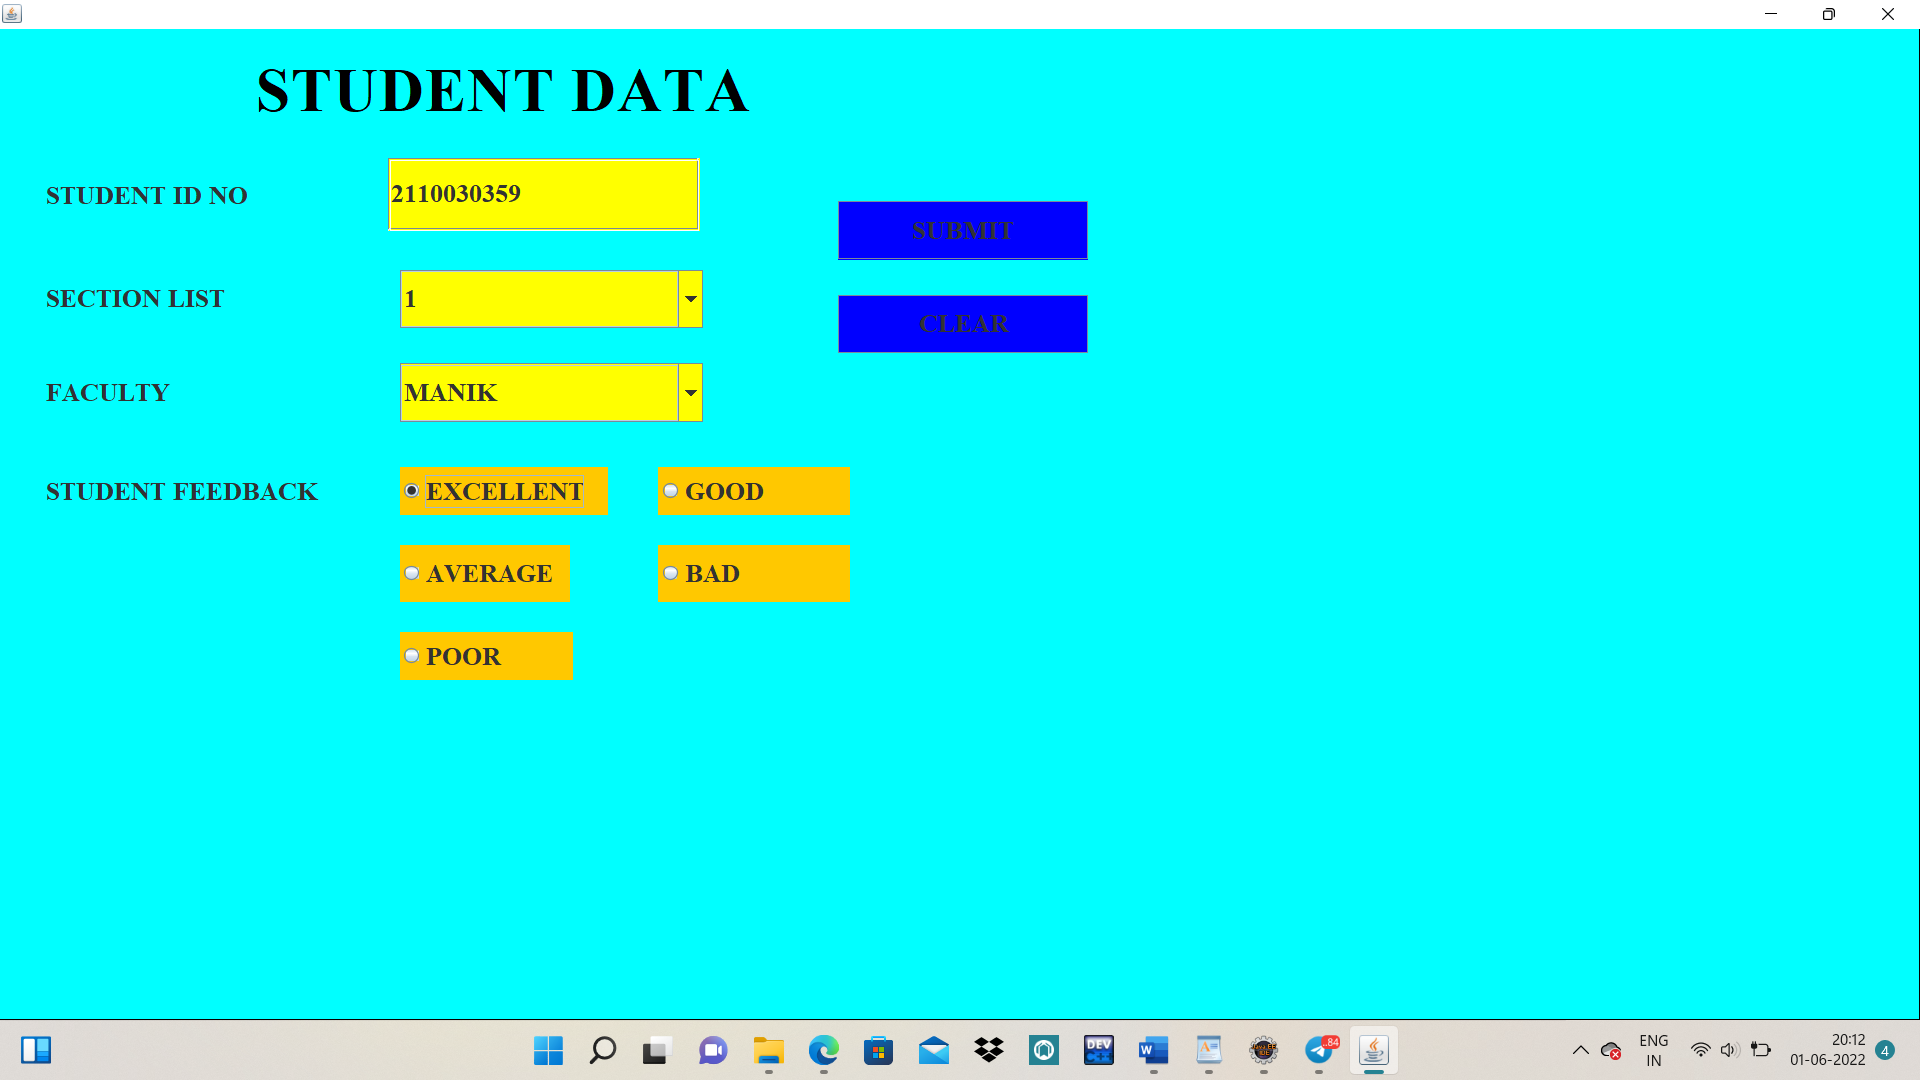 STUDENT DATA
STUDENT ID NO 2110030359
SUBMIT
SECTION LIST 1
CLEAR
FACULTY MANIK
STUDENT FEEDBACK EXCELLENT GOOD
AVERAGE BAD
POOR
DEV
C++
W
IDE
84
ENG
IN
20:12
01-06-2022
4